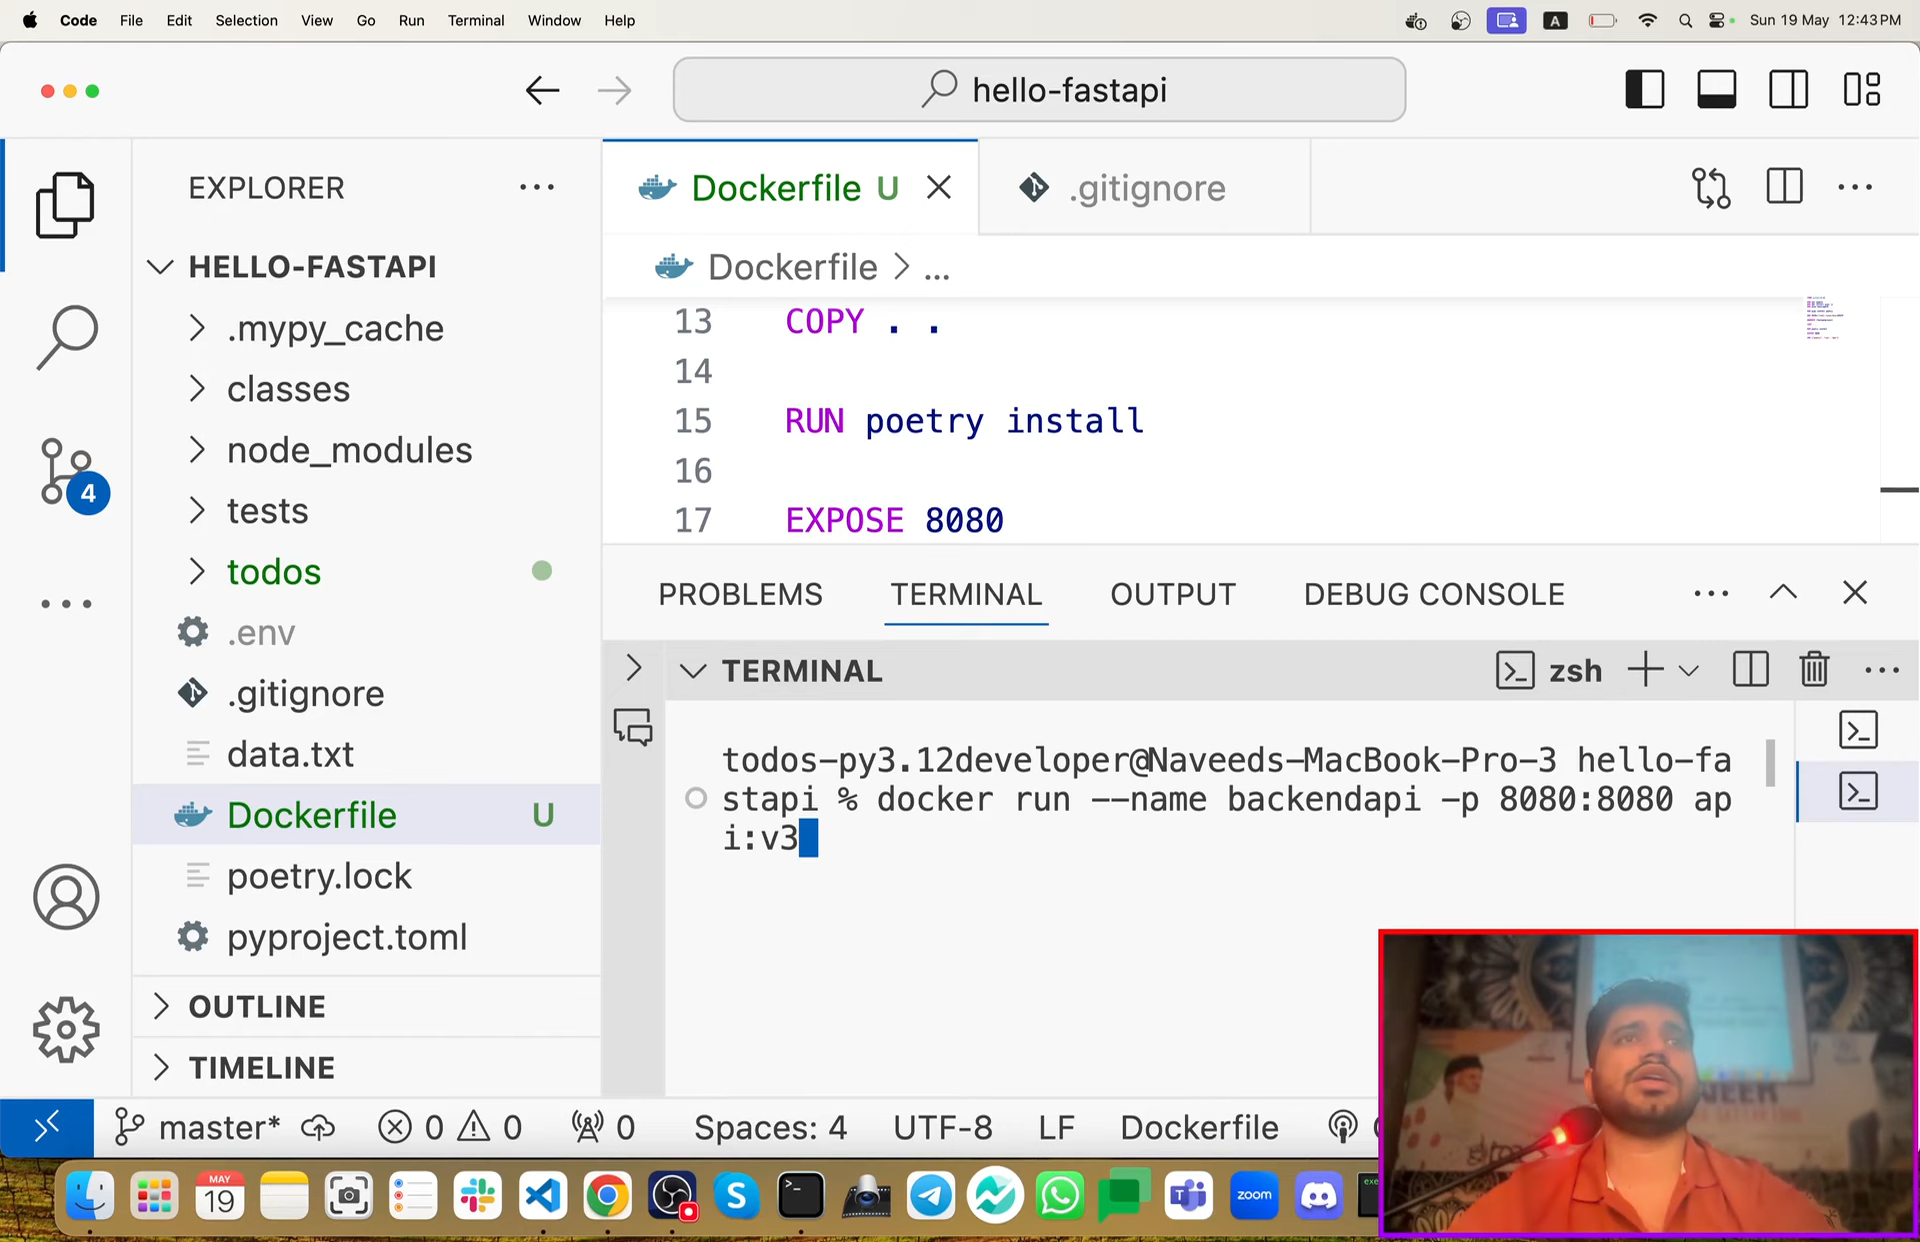 Code File Edit Selection View Go Run Terminal Window Help
A Sun 19 May 12:43 PM
hello-fastapi
EXPLORER
HELLO-FASTAPI
.mypy_cache
classes
node_modules
tests
todos
.env
.gitignore
data.txt
Dockerfile U
poetry.lock
pyproject.toml
OUTLINE
TIMELINE
4
Dockerfile U
.gitignore
Dockerfile > ...
13 COPY . .
14
15 RUN poetry install
16
17 EXPOSE 8080
PROBLEMS TERMINAL OUTPUT DEBUG CONSOLE
TERMINAL
zsh
todos-py3.12developer@Naveeds-MacBook-Pro-3 hello-fa
stapi % docker run --name backendapi -p 8080:8080 ap
i:v3
master* 0 0 0 Spaces: 4 UTF-8 LF Dockerfile
MAY
19
zoom